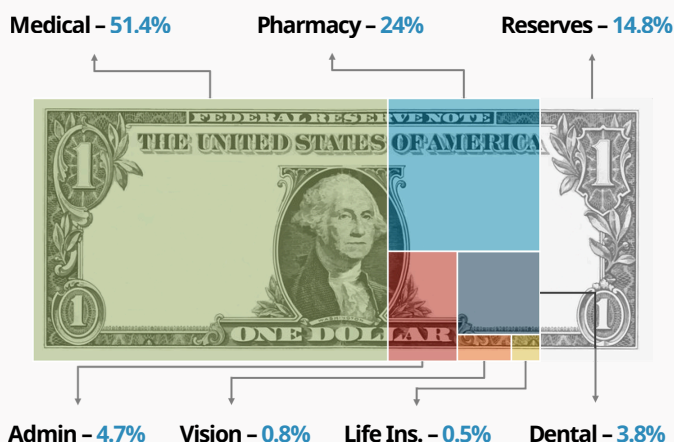 Medical – 51.4%
Pharmacy – 24%
Reserves – 14.8%
FEDERAL RESERVE NOTE
THE UNITED STATES OF AMERICA
1
1
1
1
ONE DOLLAR
Admin – 4.7%
Vision – 0.8%
Life Ins. – 0.5%
Dental – 3.8%